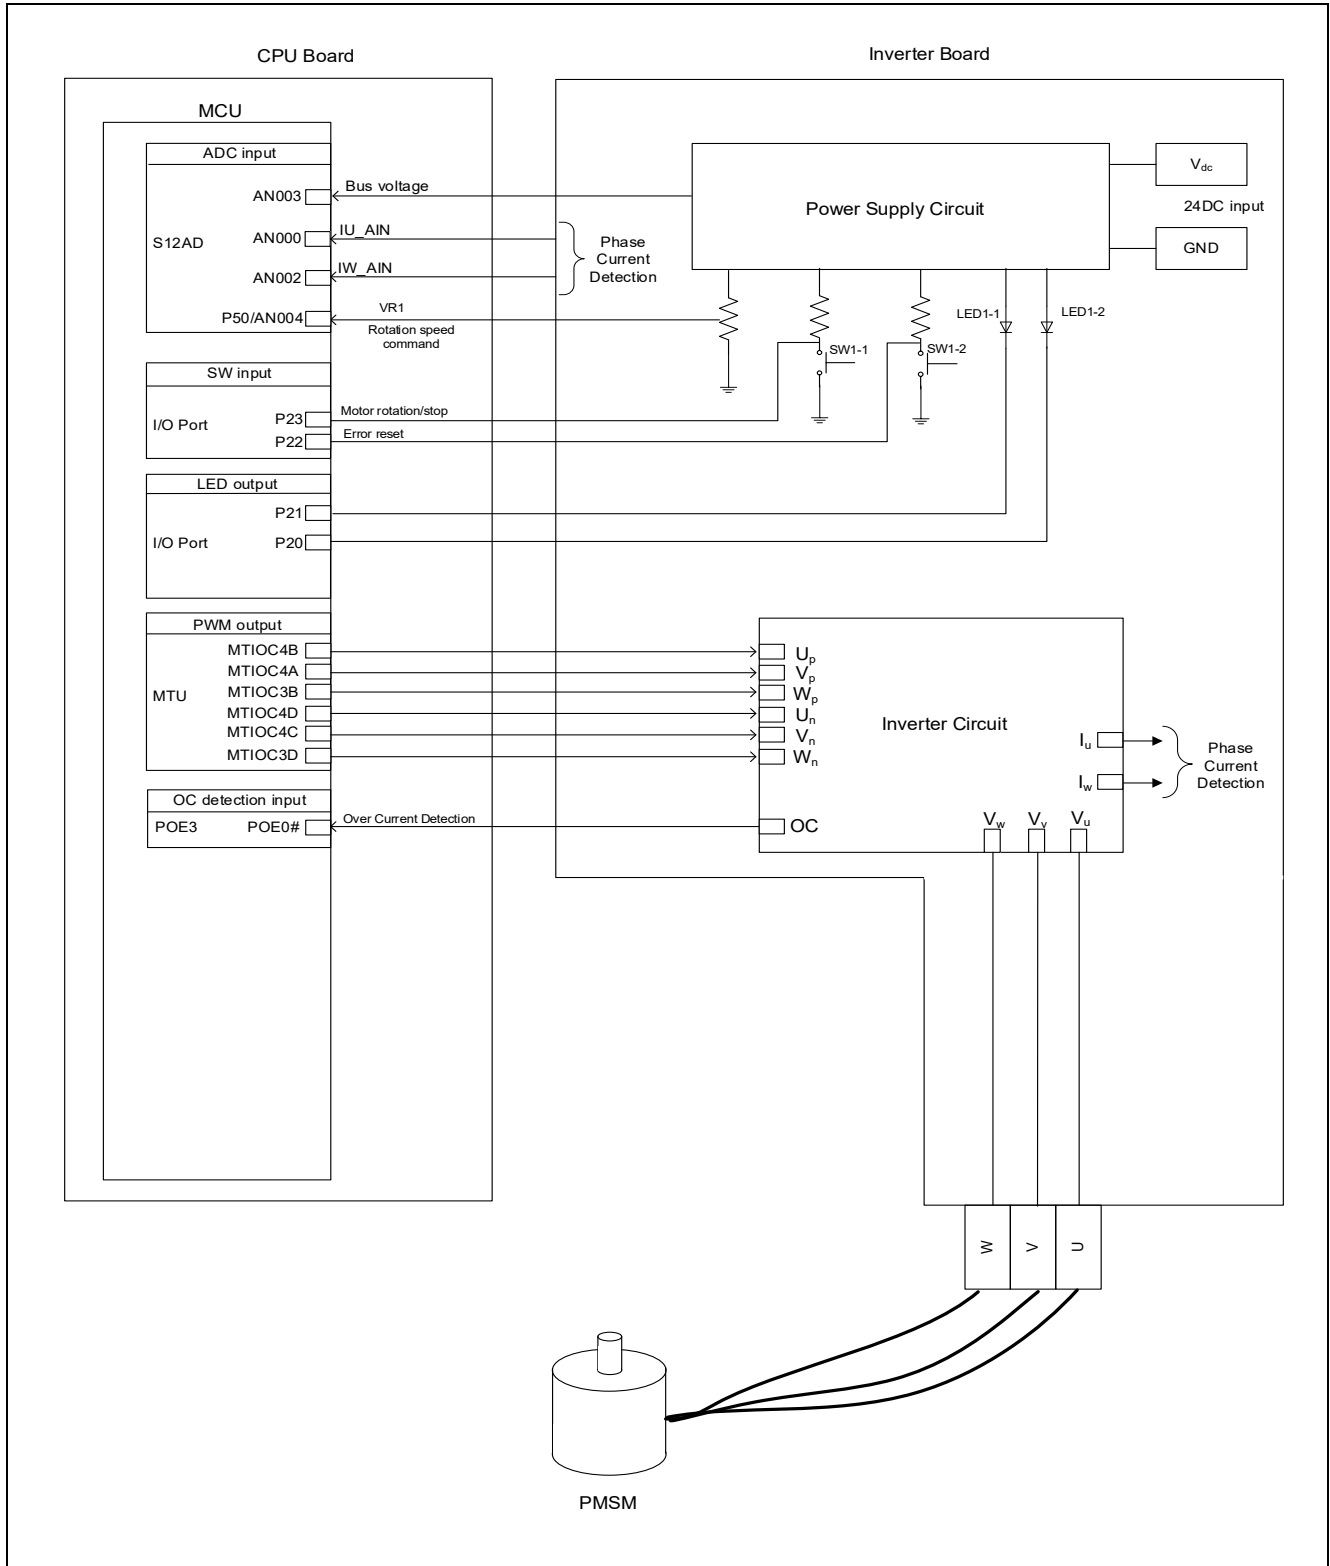 CPU Board
Inverter Board
MCU
ADC input
S12AD
AN003
AN000
AN002
P50/AN004
Bus voltage
IU_AIN
IW_AIN
Phase
Current
Detection
VR1
Rotation speed
command
Power Supply Circuit
Vdc
24DC input
GND
LED1-1
LED1-2
SW1-1
SW1-2
SW input
I/O Port
P23
P22
Motor rotation/stop
Error reset
LED output
P21
I/O Port
P20
PWM output
MTU
MTIOC4B
MTIOC4A
MTIOC3B
MTIOC4D
MTIOC4C
MTIOC3D
Up
Vp
Wp
Un
Vn
Wn
Inverter Circuit
Iu
Iw
Phase
Current
Detection
OC detection input
POE3
POE0#
Over Current Detection
OC
Vw
Vv
Vu
W
V
U
PMSM